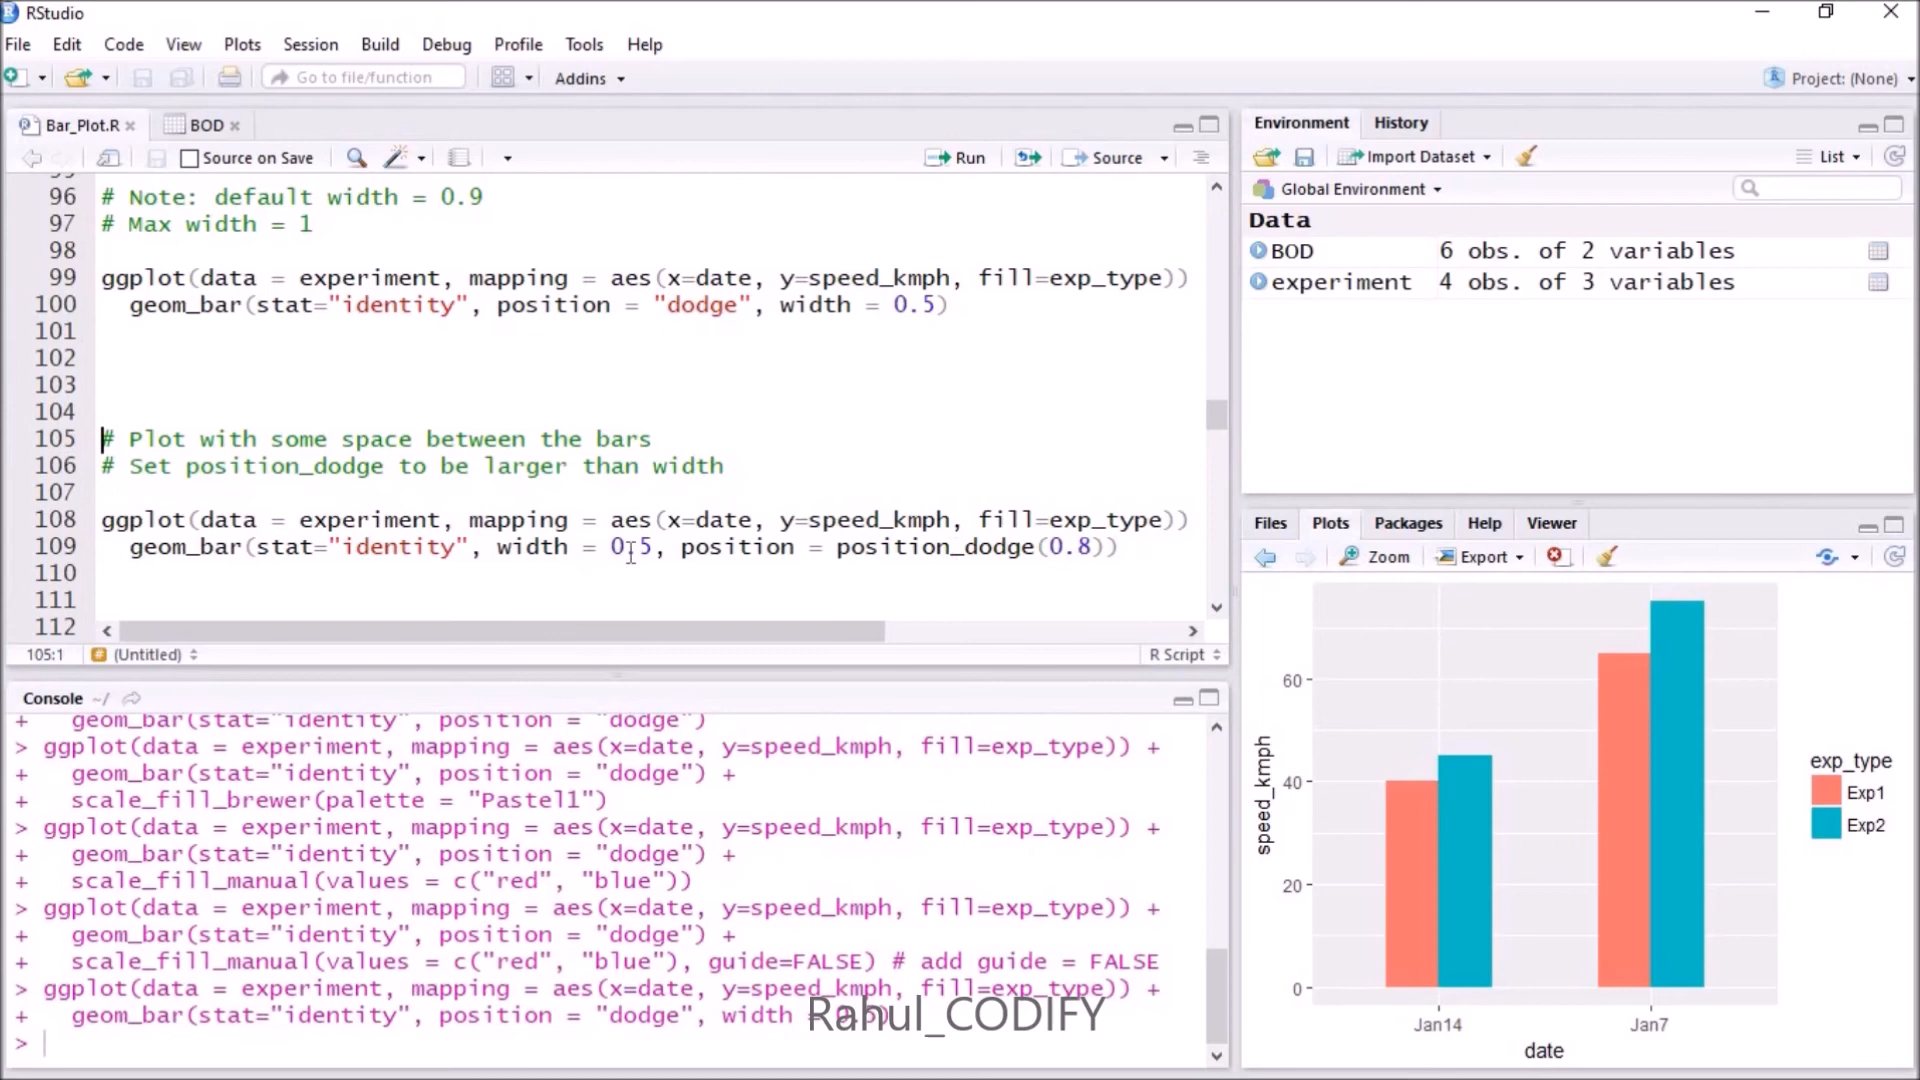 RStudio
File Edit Code View Plots Session Build Debug Profile Tools Help
Go to file/function Addins Project: (None)
Bar_Plot.R BOD
Source on Save Run Source
96 # Note: default width = 0.9
97 # Max width = 1
98
99 ggplot(data = experiment, mapping = aes(x=date, y=speed_kmph, fill=exp_type))
100 geom_bar(stat="identity", position = "dodge", width = 0.5)
101
102
103
104
105 # Plot with some space between the bars
106 # Set position_dodge to be larger than width
107
108 ggplot(data = experiment, mapping = aes(x=date, y=speed_kmph, fill=exp_type))
109 geom_bar(stat="identity", width = 0.5, position = position_dodge(0.8))
110
111
112
105:1 (Untitled) R Script
Console ~/
+ geom_bar(stat="identity", position = "dodge")
> ggplot(data = experiment, mapping = aes(x=date, y=speed_kmph, fill=exp_type)) +
+ geom_bar(stat="identity", position = "dodge") +
+ scale_fill_brewer(palette = "Pastel1")
> ggplot(data = experiment, mapping = aes(x=date, y=speed_kmph, fill=exp_type)) +
+ geom_bar(stat="identity", position = "dodge") +
+ scale_fill_manual(values = c("red", "blue"))
> ggplot(data = experiment, mapping = aes(x=date, y=speed_kmph, fill=exp_type)) +
+ geom_bar(stat="identity", position = "dodge") +
+ scale_fill_manual(values = c("red", "blue"), guide=FALSE) # add guide = FALSE
> ggplot(data = experiment, mapping = aes(x=date, y=speed_kmph, fill=exp_type)) +
+ geom_bar(stat="identity", position = "dodge", width = 0.5)
>
Rahul_CODIFY
Environment History
Import Dataset List
Global Environment
Data
BOD 6 obs. of 2 variables
experiment 4 obs. of 3 variables
Files Plots Packages Help Viewer
Zoom Export
60
40
20
0
speed_kmph
Jan14 Jan7
date
exp_type
Exp1
Exp2